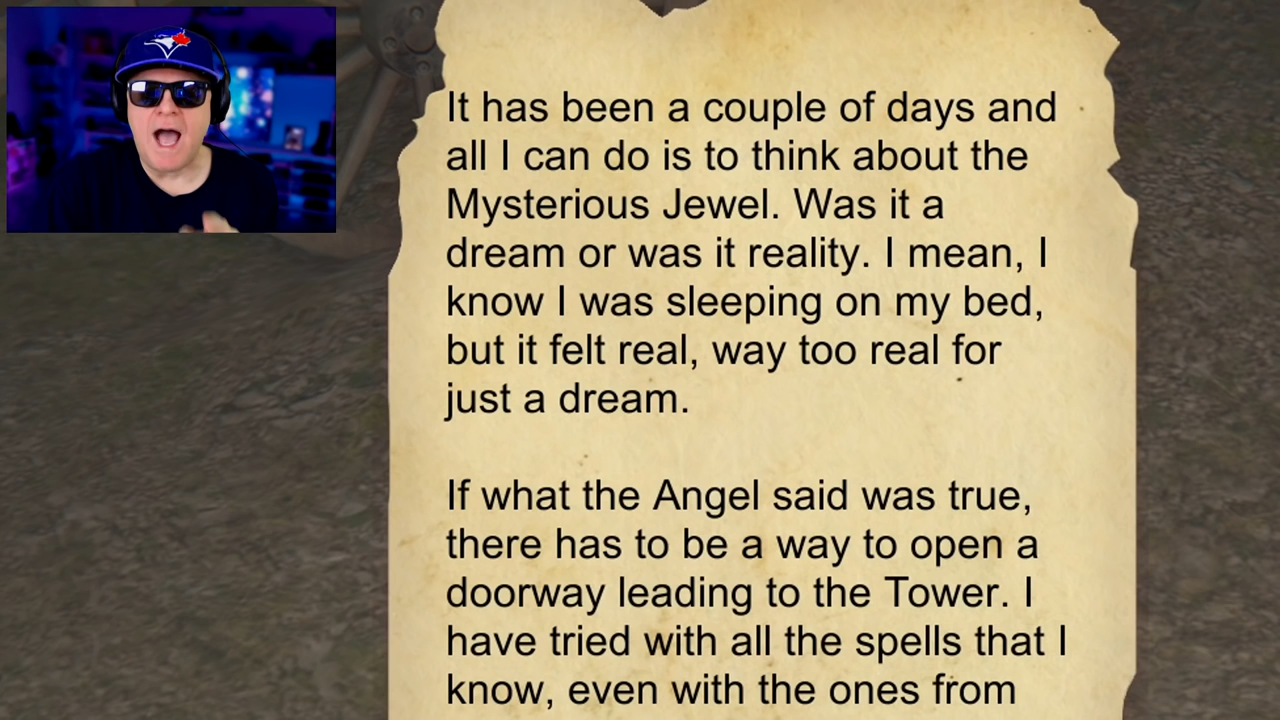 It has been a couple of days and
all I can do is to think about the
Mysterious Jewel. Was it a
dream or was it reality. I mean, I
know I was sleeping on my bed,
but it felt real, way too real for
just a dream.
If what the Angel said was true,
there has to be a way to open a
doorway leading to the Tower. I
have tried with all the spells that I
know, even with the ones from